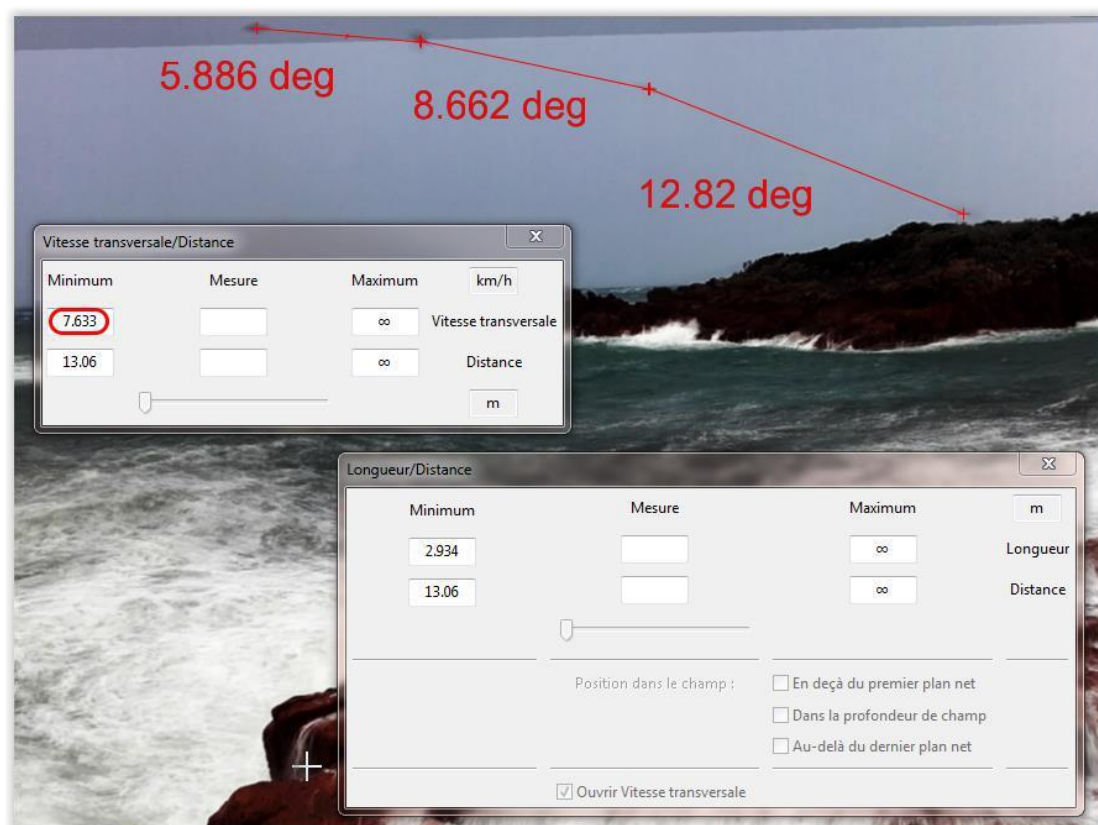 5.886 deg
8.662 deg
12.82 deg
Vitesse transversale/Distance
Minimum Mesure Maximum km/h
7.633 ∞ Vitesse transversale
13.06 ∞ Distance
m
Longueur/Distance
Minimum Mesure Maximum m
2.934 ∞ Longueur
13.06 ∞ Distance
Position dans le champ : En deçà du premier plan net
Dans la profondeur de champ
Au-delà du dernier plan net
Ouvrir Vitesse transversale